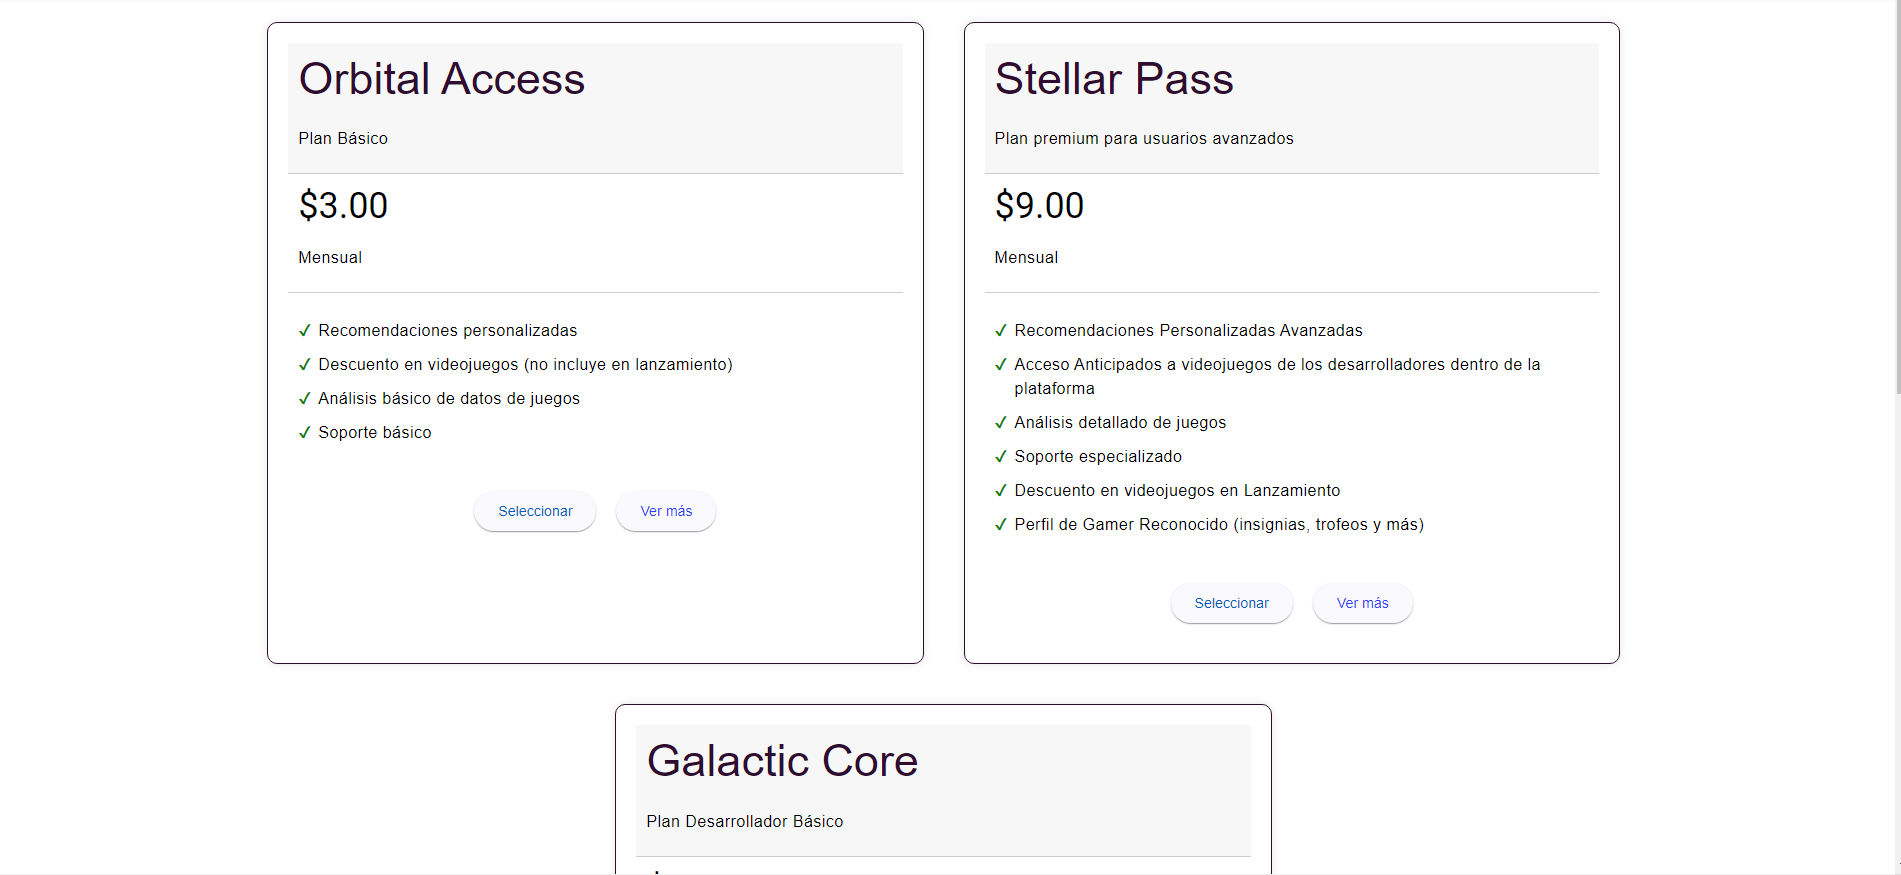 Orbital Access
Plan Básico
$3.00
Mensual
✓ Recomendaciones personalizadas
✓ Descuento en videojuegos (no incluye en lanzamiento)
✓ Análisis básico de datos de juegos
✓ Soporte básico
Seleccionar Ver más
Stellar Pass
Plan premium para usuarios avanzados
$9.00
Mensual
✓ Recomendaciones Personalizadas Avanzadas
✓ Acceso Anticipados a videojuegos de los desarrolladores dentro de la
plataforma
✓ Análisis detallado de juegos
✓ Soporte especializado
✓ Descuento en videojuegos en Lanzamiento
✓ Perfil de Gamer Reconocido (insignias, trofeos y más)
Seleccionar Ver más
Galactic Core
Plan Desarrollador Básico